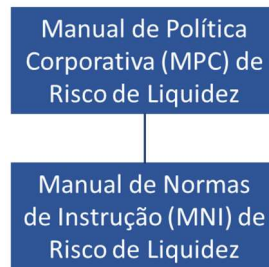 Manual de Política
Corporativa (MPC) de
Risco de Liquidez
Manual de Normas
de Instrução (MNI) de
Risco de Liquidez